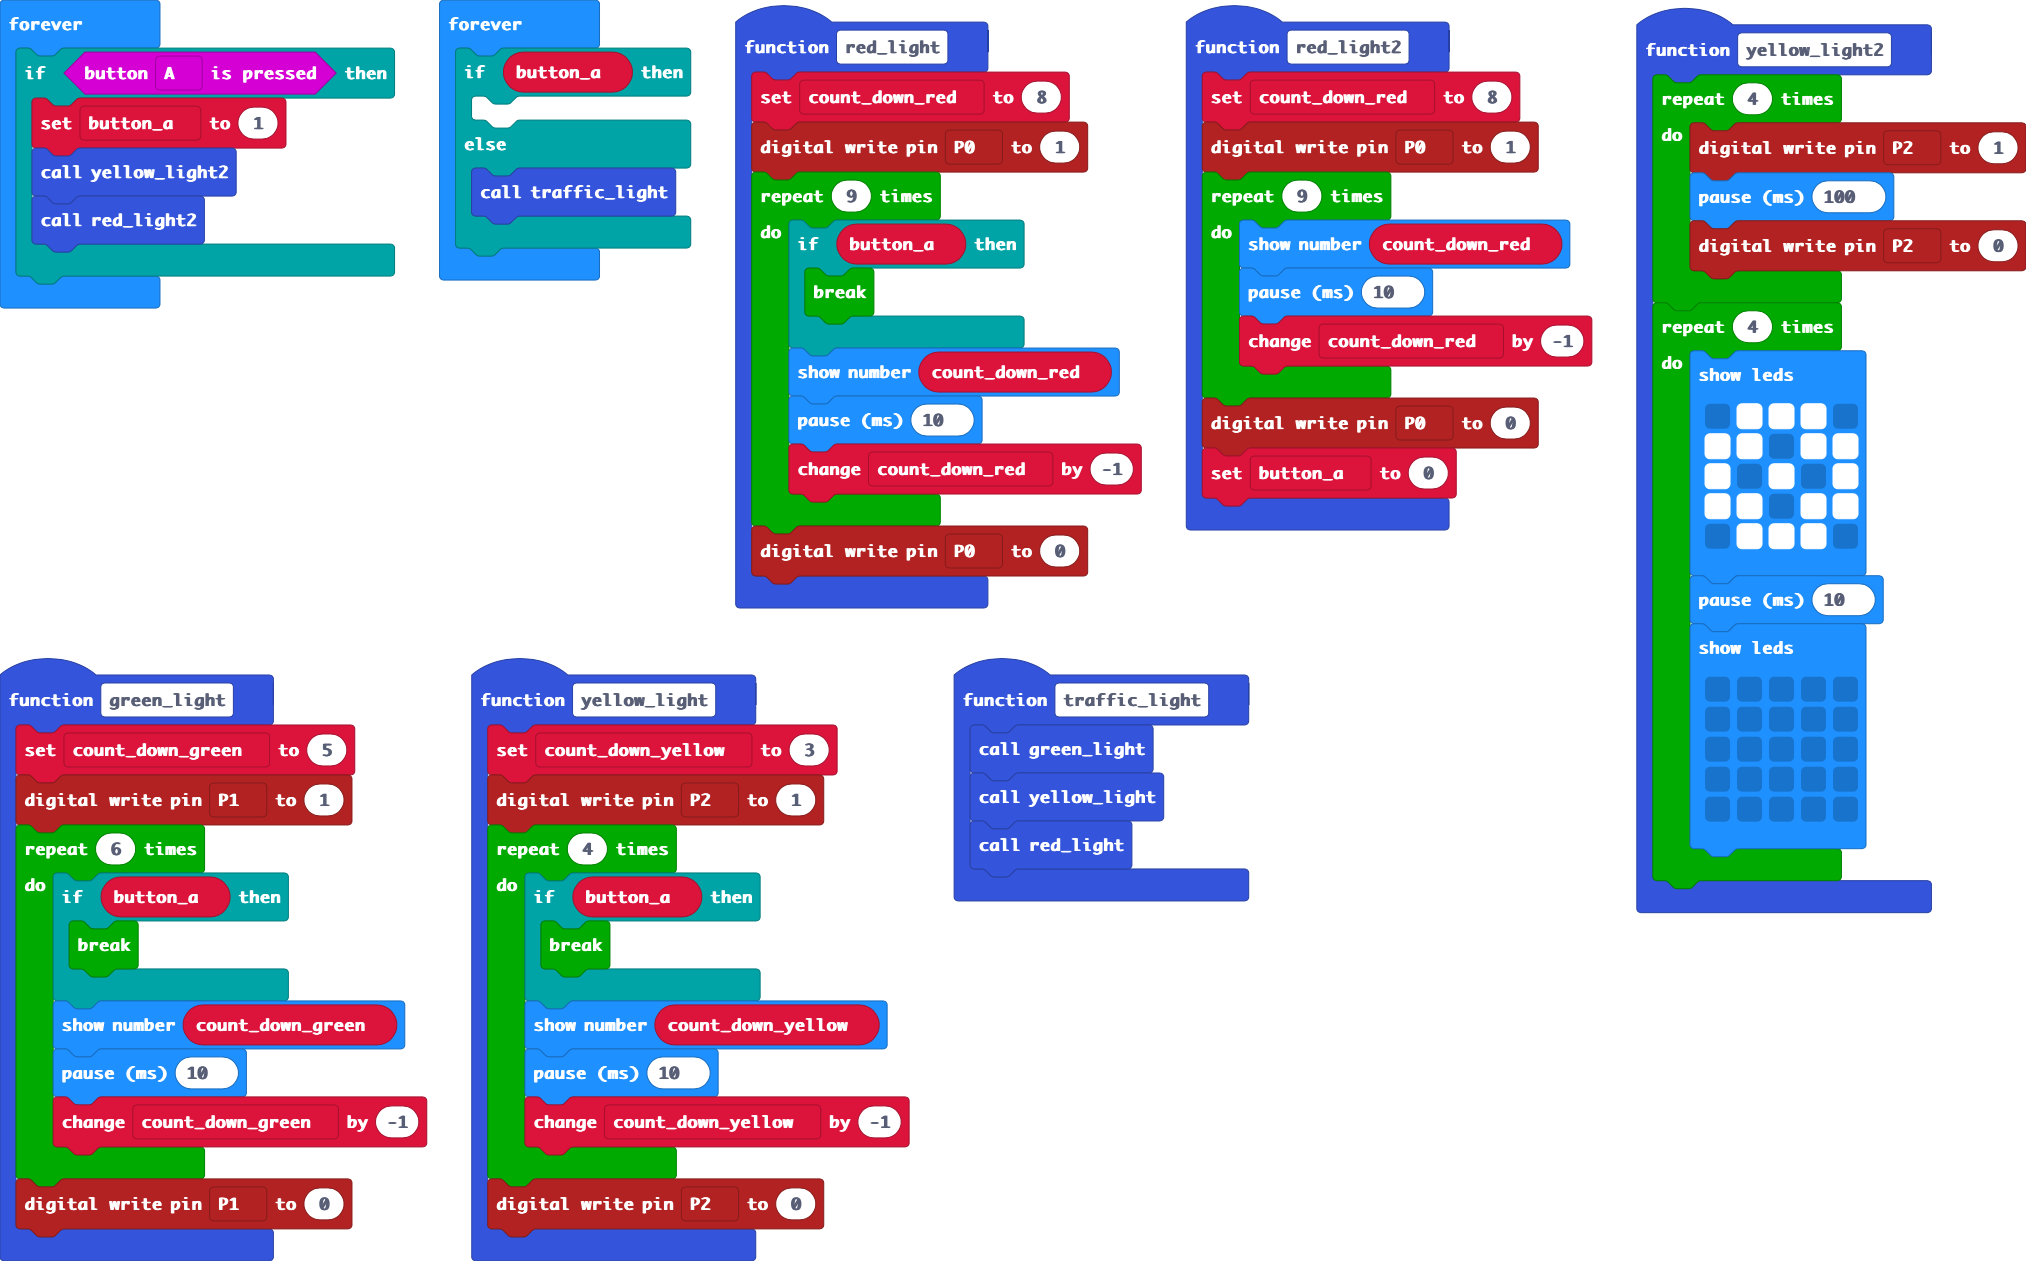 forever
if button A is pressed then
set button_a to 1
call yellow_light2
call red_light2
forever
if button_a then
else
call traffic_light
function red_light
set count_down_red to 8
digital write pin P0 to 1
repeat 9 times
do
if button_a then
break
show number count_down_red
pause (ms) 10
change count_down_red by -1
digital write pin P0 to 0
function red_light2
set count_down_red to 8
digital write pin P0 to 1
repeat 9 times
do
show number count_down_red
pause (ms) 10
change count_down_red by -1
digital write pin P0 to 0
set button_a to 0
function yellow_light2
repeat 4 times
do
digital write pin P2 to 1
pause (ms) 100
digital write pin P2 to 0
repeat 4 times
do
show leds
pause (ms) 10
show leds
function green_light
set count_down_green to 5
digital write pin P1 to 1
repeat 6 times
do
if button_a then
break
show number count_down_green
pause (ms) 10
change count_down_green by -1
digital write pin P1 to 0
function yellow_light
set count_down_yellow to 3
digital write pin P2 to 1
repeat 4 times
do
if button_a then
break
show number count_down_yellow
pause (ms) 10
change count_down_yellow by -1
digital write pin P2 to 0
function traffic_light
call green_light
call yellow_light
call red_light